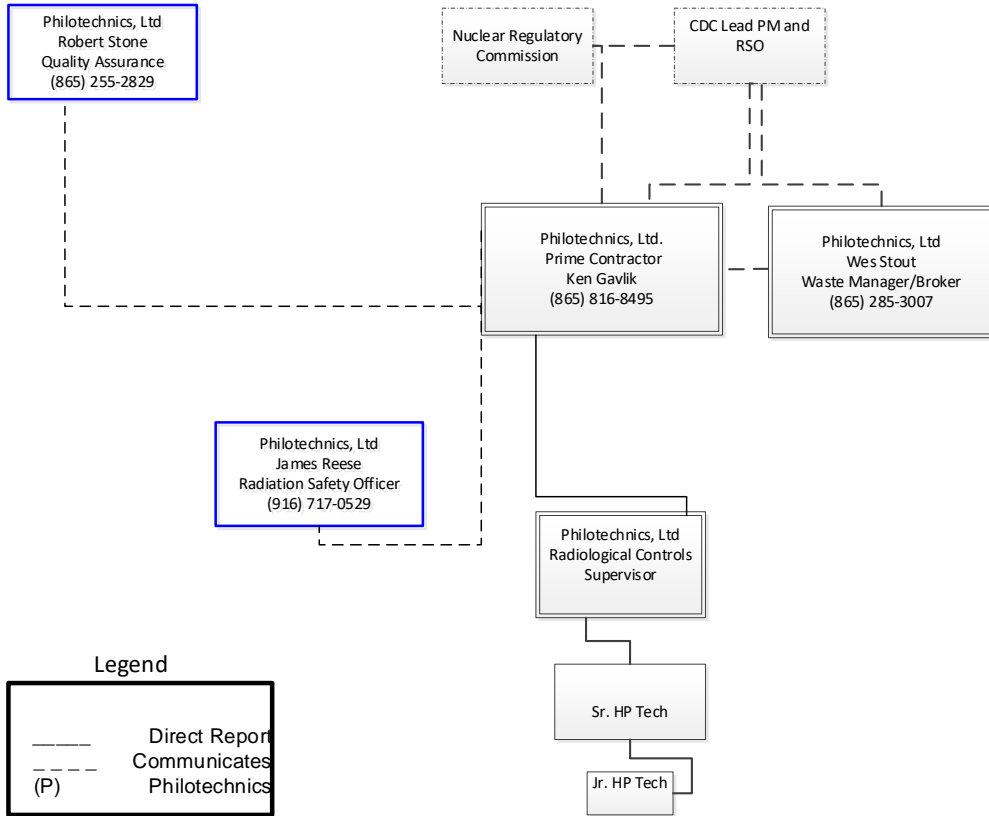 Philotechnics, Ltd
Robert Stone
Quality Assurance
(865) 255-2829
Nuclear Regulatory
Commission
CDC Lead PM and
RSO
Philotechnics, Ltd.
Prime Contractor
Ken Gavlik
(865) 816-8495
Philotechnics, Ltd
Wes Stout
Waste Manager/Broker
(865) 285-3007
Philotechnics, Ltd
James Reese
Radiation Safety Officer
(916) 717-0529
Philotechnics, Ltd
Radiological Controls
Supervisor
Sr. HP Tech
Jr. HP Tech
Legend
Direct Report
Communicates
(P) Philotechnics